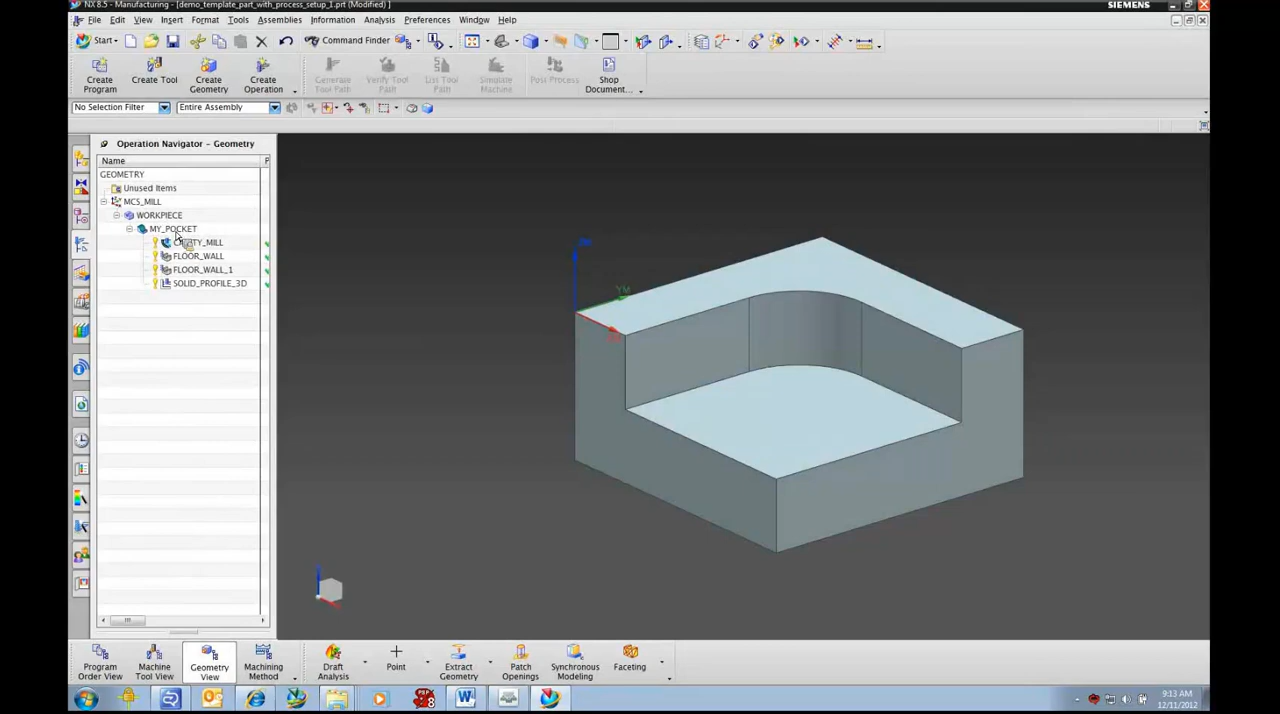 NX 8.5 - Manufacturing - [demo_template_part_with_process_setup_1.prt (Modified) ]
SIEMENS
File Edit View Insert Format Tools Assemblies Information Analysis Preferences Window Help
Start Command Finder
Create Program
Create Tool
Create Geometry
Create Operation
Generate Tool Path
Verify Tool Path
List Tool Path
Simulate Machine
Post Process
Shop Document...
No Selection Filter
Entire Assembly
Operation Navigator - Geometry
Name
P
GEOMETRY
Unused Items
MCS_MILL
WORKPIECE
MY_POCKET
FLOOR_WALL
FLOOR_WALL_1
SOLID_PROFILE_3D
YM
Program Order View
Machine Tool View
Geometry View
Machining Method
Draft Analysis
Point
Extract Geometry
Patch Openings
Synchronous Modeling
Faceting
9:13 AM
12/11/2012